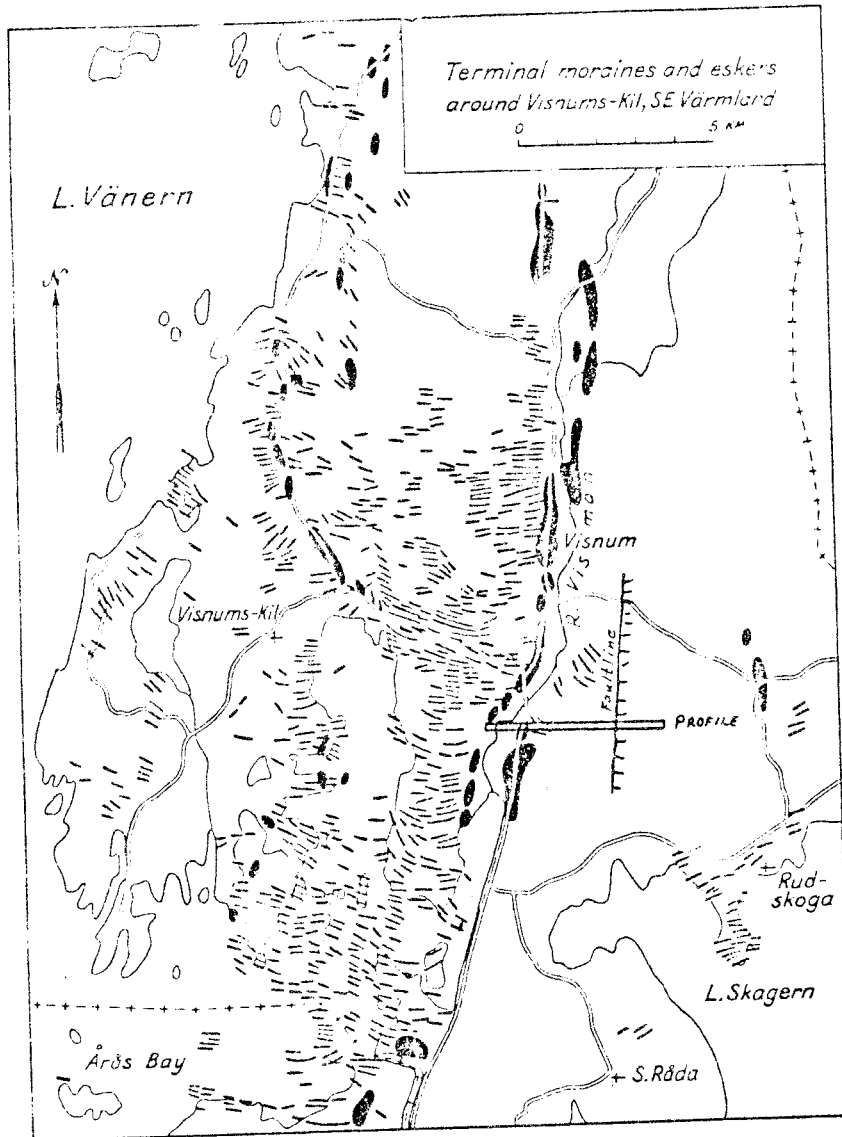 Terminal moraines and eskers
around Visnums-Kil, SE Värmland
0 5 KM
L. Vänern
N
Visnum
R. Visman
Visnums-Kil
Faultline
PROFILE
Rud-
skoga
L. Skagern
Årås Bay
S. Råda